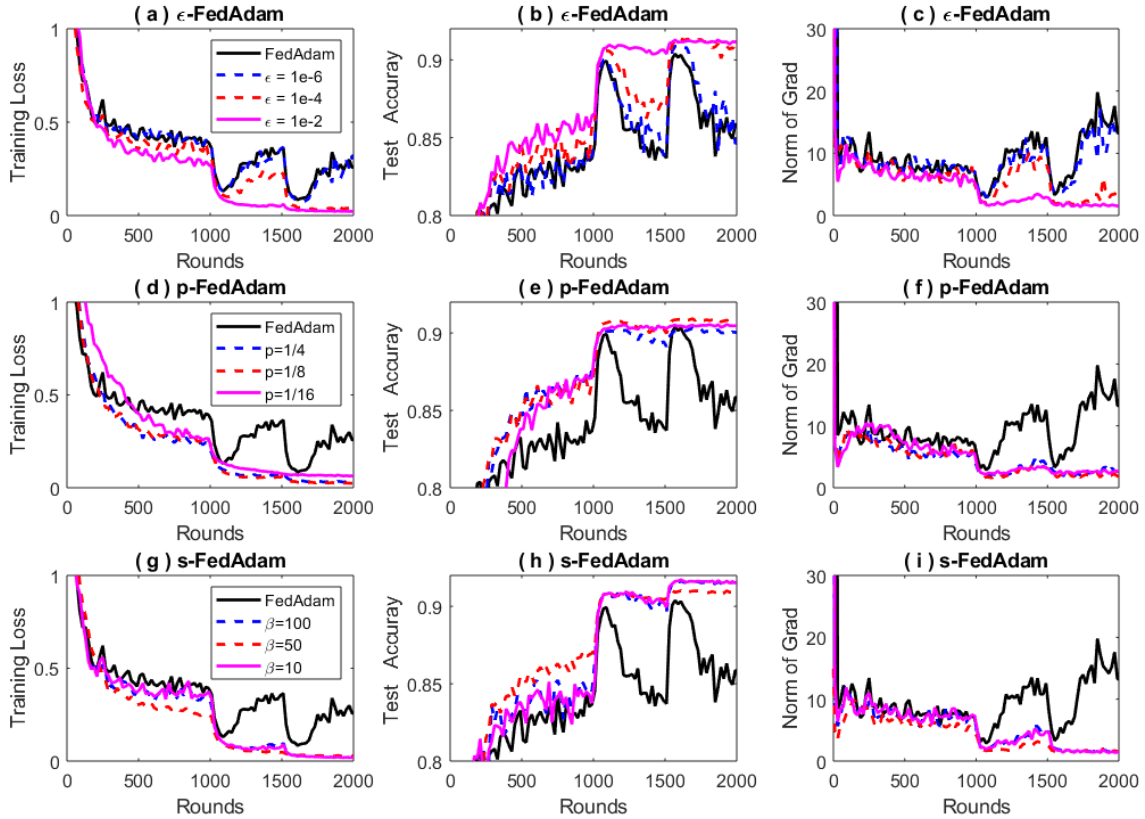 ( a ) ϵ-FedAdam
Training Loss
1
0.5
0
FedAdam
ϵ = 1e-6
ϵ = 1e-4
ϵ = 1e-2
0 500 1000 1500 2000
Rounds
( b ) ϵ-FedAdam
Test Accuray
0.9
0.85
0.8
0 500 1000 1500 2000
Rounds
( c ) ϵ-FedAdam
Norm of Grad
30
20
10
0
0 500 1000 1500 2000
Rounds
( d ) p-FedAdam
Training Loss
1
0.5
0
FedAdam
p=1/4
p=1/8
p=1/16
0 500 1000 1500 2000
Rounds
( e ) p-FedAdam
Test Accuray
0.9
0.85
0.8
0 500 1000 1500 2000
Rounds
( f ) p-FedAdam
Norm of Grad
30
20
10
0
0 500 1000 1500 2000
Rounds
( g ) s-FedAdam
Training Loss
1
0.5
0
FedAdam
β=100
β=50
β=10
0 500 1000 1500 2000
Rounds
( h ) s-FedAdam
Test Accuray
0.9
0.85
0.8
0 500 1000 1500 2000
Rounds
( i ) s-FedAdam
Norm of Grad
30
20
10
0
0 500 1000 1500 2000
Rounds